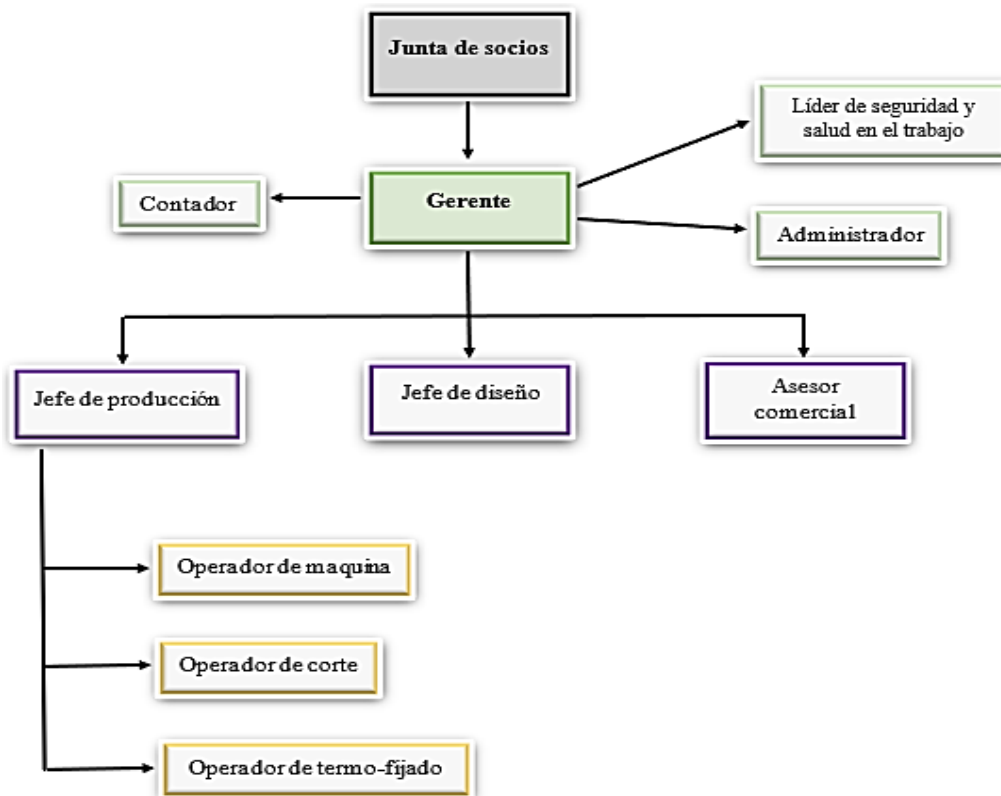 Junta de socios
Líder de seguridad y
salud en el trabajo
Contador
Gerente
Administrador
Jefe de producción
Jefe de diseño
Asesor
comercial
Operador de maquina
Operador de corte
Operador de termo-fijado